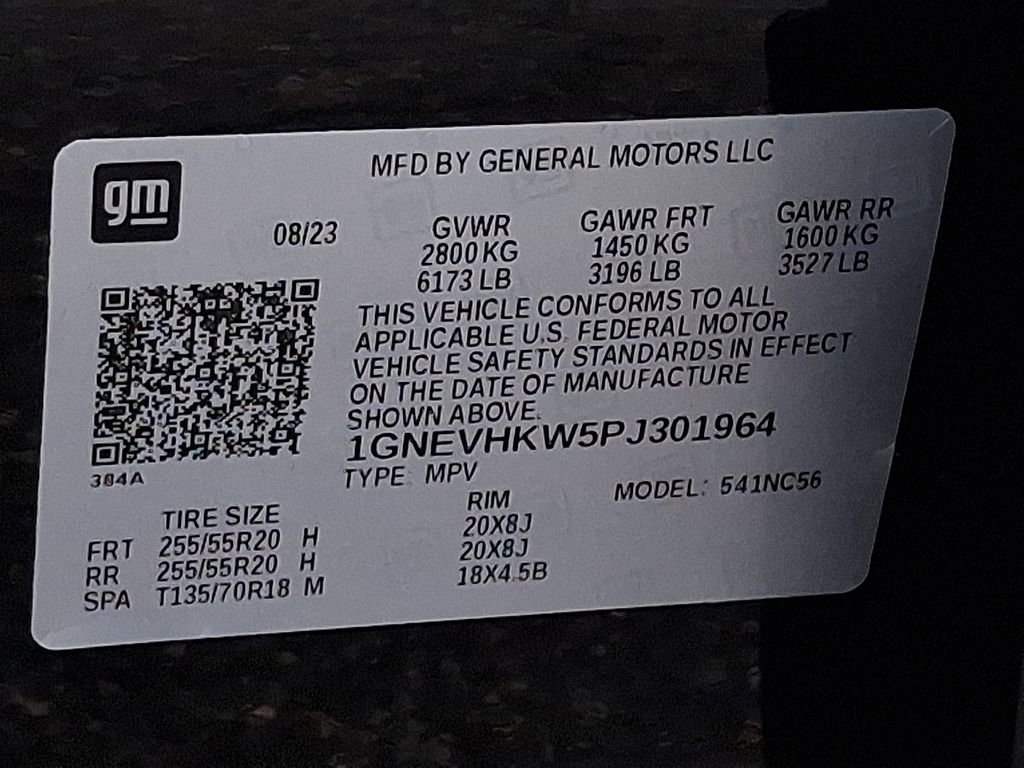 gm
MFD BY GENERAL MOTORS LLC
08/23 GVWR GAWR FRT GAWR RR
2800 KG 1450 KG 1600 KG
6173 LB 3196 LB 3527 LB
THIS VEHICLE CONFORMS TO ALL
APPLICABLE U.S. FEDERAL MOTOR
VEHICLE SAFETY STANDARDS IN EFFECT
ON THE DATE OF MANUFACTURE
SHOWN ABOVE.
1GNEVHKW5PJ301964
304A
TYPE: MPV MODEL: 541NC56
TIRE SIZE RIM
FRT 255/55R20 H 20X8J
RR 255/55R20 H 20X8J
SPA T135/70R18 M 18X4.5B